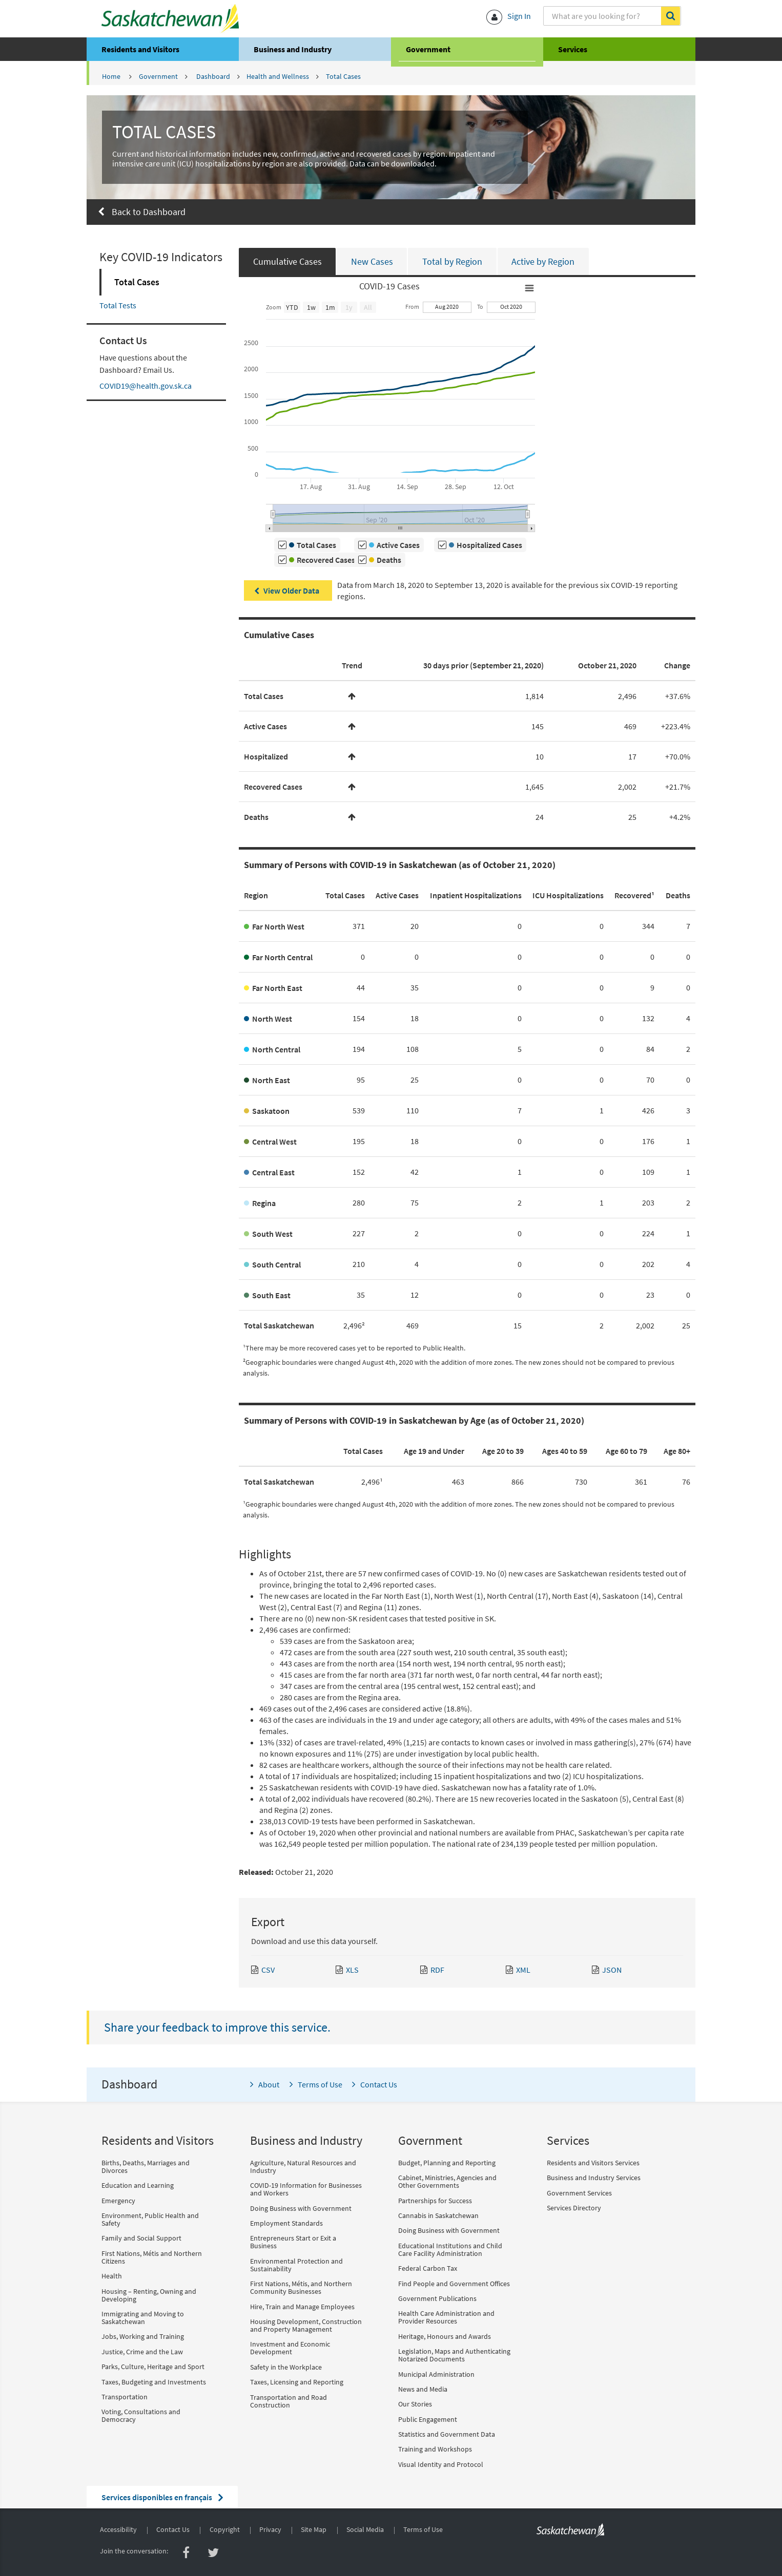 Saskatchewan
Sign In
What are you looking for?
Residents and Visitors
Business and Industry
Government
Services
Home > Government > Dashboard > Health and Wellness > Total Cases
TOTAL CASES
Current and historical information includes new, confirmed, active and recovered cases by region. Inpatient and
intensive care unit (ICU) hospitalizations by region are also provided. Data can be downloaded.
Back to Dashboard
Key COVID-19 Indicators
Total Cases
Total Tests
Contact Us
Have questions about the
Dashboard? Email Us.
COVID19@health.gov.sk.ca
Cumulative Cases
New Cases
Total by Region
Active by Region
COVID-19 Cases
Zoom YTD 1w 1m 1y All
From Aug 2020 To Oct 2020
2500
2000
1500
1000
500
0
17. Aug 31. Aug 14. Sep 28. Sep 12. Oct
Sep '20 Oct '20
Total Cases Active Cases Hospitalized Cases
Recovered Cases Deaths
View Older Data
Data from March 18, 2020 to September 13, 2020 is available for the previous six COVID-19 reporting
regions.
Cumulative Cases
Trend 30 days prior (September 21, 2020) October 21, 2020 Change
Total Cases 1,814 2,496 +37.6%
Active Cases 145 469 +223.4%
Hospitalized 10 17 +70.0%
Recovered Cases 1,645 2,002 +21.7%
Deaths 24 25 +4.2%
Summary of Persons with COVID-19 in Saskatchewan (as of October 21, 2020)
Region Total Cases Active Cases Inpatient Hospitalizations ICU Hospitalizations Recovered¹ Deaths
Far North West 371 20 0 0 344 7
Far North Central 0 0 0 0 0 0
Far North East 44 35 0 0 9 0
North West 154 18 0 0 132 4
North Central 194 108 5 0 84 2
North East 95 25 0 0 70 0
Saskatoon 539 110 7 1 426 3
Central West 195 18 0 0 176 1
Central East 152 42 1 0 109 1
Regina 280 75 2 1 203 2
South West 227 2 0 0 224 1
South Central 210 4 0 0 202 4
South East 35 12 0 0 23 0
Total Saskatchewan 2,496² 469 15 2 2,002 25
¹There may be more recovered cases yet to be reported to Public Health.
²Geographic boundaries were changed August 4th, 2020 with the addition of more zones. The new zones should not be compared to previous
analysis.
Summary of Persons with COVID-19 in Saskatchewan by Age (as of October 21, 2020)
Total Cases Age 19 and Under Age 20 to 39 Ages 40 to 59 Age 60 to 79 Age 80+
Total Saskatchewan 2,496¹ 463 866 730 361 76
¹Geographic boundaries were changed August 4th, 2020 with the addition of more zones. The new zones should not be compared to previous
analysis.
Highlights
• As of October 21st, there are 57 new confirmed cases of COVID-19. No (0) new cases are Saskatchewan residents tested out of
province, bringing the total to 2,496 reported cases.
• The new cases are located in the Far North East (1), North West (1), North Central (17), North East (4), Saskatoon (14), Central
West (2), Central East (7) and Regina (11) zones.
• There are no (0) new non-SK resident cases that tested positive in SK.
• 2,496 cases are confirmed:
◦ 539 cases are from the Saskatoon area;
◦ 472 cases are from the south area (227 south west, 210 south central, 35 south east);
◦ 443 cases are from the north area (154 north west, 194 north central, 95 north east);
◦ 415 cases are from the far north area (371 far north west, 0 far north central, 44 far north east);
◦ 347 cases are from the central area (195 central west, 152 central east); and
◦ 280 cases are from the Regina area.
• 469 cases out of the 2,496 cases are considered active (18.8%).
• 463 of the cases are individuals in the 19 and under age category; all others are adults, with 49% of the cases males and 51%
females.
• 13% (332) of cases are travel-related, 49% (1,215) are contacts to known cases or involved in mass gathering(s), 27% (674) have
no known exposures and 11% (275) are under investigation by local public health.
• 82 cases are healthcare workers, although the source of their infections may not be health care related.
• A total of 17 individuals are hospitalized; including 15 inpatient hospitalizations and two (2) ICU hospitalizations.
• 25 Saskatchewan residents with COVID-19 have died. Saskatchewan now has a fatality rate of 1.0%.
• A total of 2,002 individuals have recovered (80.2%). There are 15 new recoveries located in the Saskatoon (5), Central East (8)
and Regina (2) zones.
• 238,013 COVID-19 tests have been performed in Saskatchewan.
• As of October 19, 2020 when other provincial and national numbers are available from PHAC, Saskatchewan's per capita rate
was 162,549 people tested per million population. The national rate of 234,139 people tested per million population.
Released: October 21, 2020
Export
Download and use this data yourself.
CSV XLS RDF XML JSON
Share your feedback to improve this service.
Dashboard
About
Terms of Use
Contact Us
Residents and Visitors
Births, Deaths, Marriages and
Divorces
Education and Learning
Emergency
Environment, Public Health and
Safety
Family and Social Support
First Nations, Métis and Northern
Citizens
Health
Housing – Renting, Owning and
Developing
Immigrating and Moving to
Saskatchewan
Jobs, Working and Training
Justice, Crime and the Law
Parks, Culture, Heritage and Sport
Taxes, Budgeting and Investments
Transportation
Voting, Consultations and
Democracy
Business and Industry
Agriculture, Natural Resources and
Industry
COVID-19 Information for Businesses
and Workers
Doing Business with Government
Employment Standards
Entrepreneurs Start or Exit a
Business
Environmental Protection and
Sustainability
First Nations, Métis, and Northern
Community Businesses
Hire, Train and Manage Employees
Housing Development, Construction
and Property Management
Investment and Economic
Development
Safety in the Workplace
Taxes, Licensing and Reporting
Transportation and Road
Construction
Government
Budget, Planning and Reporting
Cabinet, Ministries, Agencies and
Other Governments
Partnerships for Success
Cannabis in Saskatchewan
Doing Business with Government
Educational Institutions and Child
Care Facility Administration
Federal Carbon Tax
Find People and Government Offices
Government Publications
Health Care Administration and
Provider Resources
Heritage, Honours and Awards
Legislation, Maps and Authenticating
Notarized Documents
Municipal Administration
News and Media
Our Stories
Public Engagement
Statistics and Government Data
Training and Workshops
Visual Identity and Protocol
Services
Residents and Visitors Services
Business and Industry Services
Government Services
Services Directory
Services disponibles en français
Accessibility | Contact Us | Copyright | Privacy | Site Map | Social Media | Terms of Use
Saskatchewan
Join the conversation: